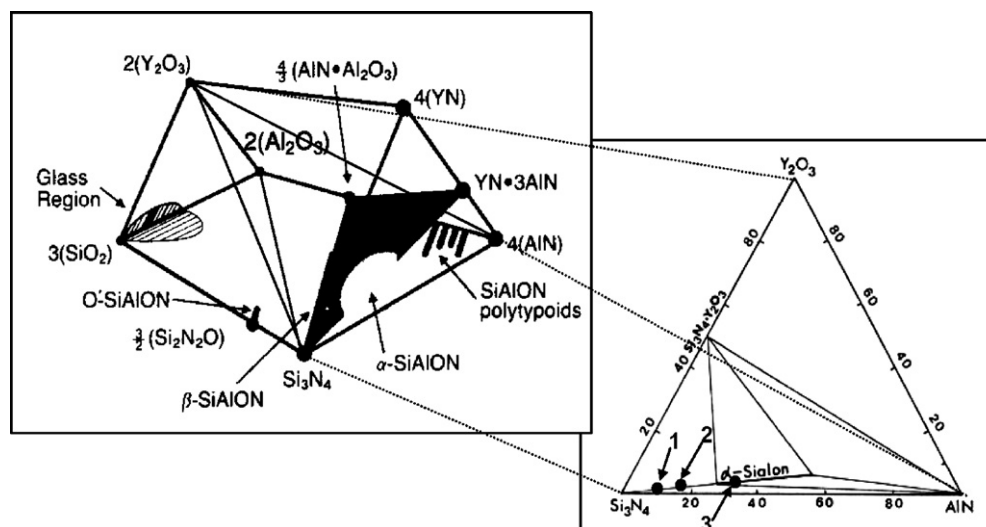 2(Y₂O₃)
4/3 (AlN•Al₂O₃)
4(YN)
2(Al₂O₃)
Glass
Region
YN•3AlN
3(SiO₂)
4(AlN)
O′-SiAlON
SiAlON
polytypoids
3/2 (Si₂N₂O)
α-SiAlON
Si₃N₄
β-SiAlON
Y₂O₃
80
80
60
Si₃N₄·Y₂O₃
40
40
20
20
1
2
α-Sialon
Si₃N₄
20
40
60
80
AlN
3